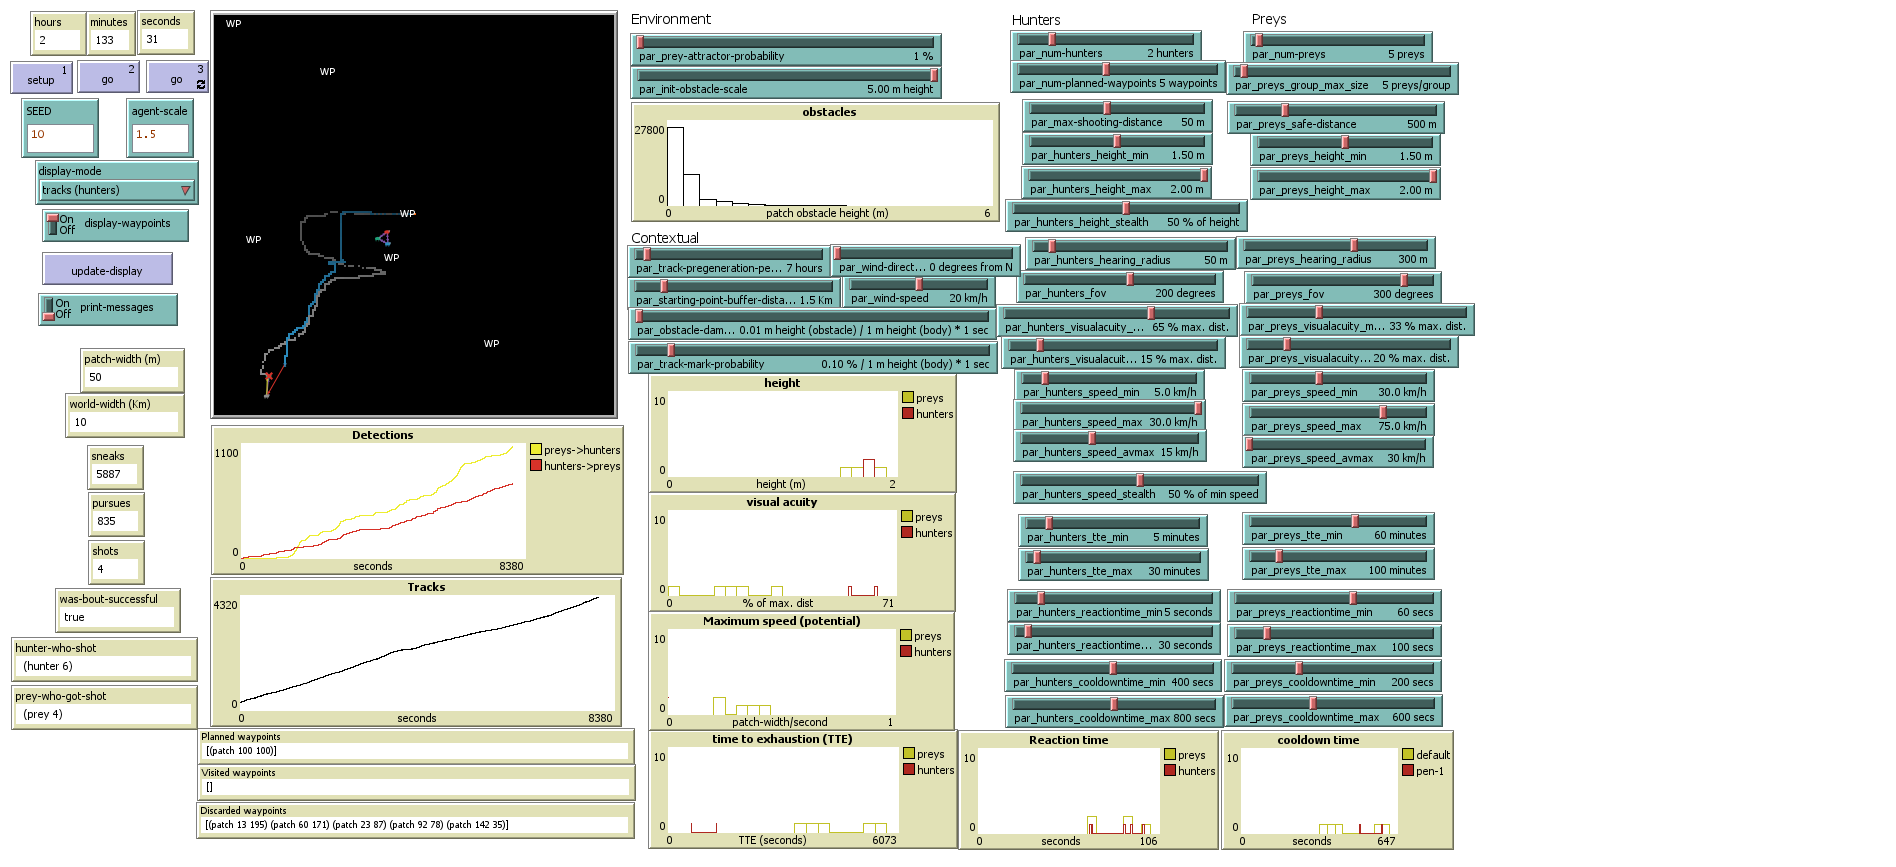 hours
2
minutes
133
seconds
31
setup 1
go 2
go 3
SEED
10
agent-scale
1.5
display-mode
tracks (hunters)
On
Off
display-waypoints
update-display
On
Off
print-messages
patch-width (m)
50
world-width (Km)
10
sneaks
5887
pursues
835
shots
4
was-bout-successful
true
hunter-who-shot
(hunter 6)
prey-who-got-shot
(prey 4)
WP
WP
WP
WP
WP
WP
Detections
1100
0
0
seconds
8380
preys->hunters
hunters->preys
Tracks
4320
0
0
seconds
8380
Planned waypoints
[(patch 100 100)]
Visited waypoints
[]
Discarded waypoints
[(patch 13 195) (patch 60 171) (patch 23 87) (patch 92 78) (patch 142 35)]
Environment
par_prey-attractor-probability 1 %
par_init-obstacle-scale 5.00 m height
obstacles
27800
0
0
patch obstacle height (m)
6
Contextual
par_track-pregeneration-pe... 7 hours
par_wind-direct... 0 degrees from N
par_starting-point-buffer-dista... 1.5 Km
par_wind-speed 20 km/h
par_obstacle-dam... 0.01 m height (obstacle) / 1 m height (body) * 1 sec
par_track-mark-probability 0.10 % / 1 m height (body) * 1 sec
height
10
0
0
height (m)
2
preys
hunters
visual acuity
10
0
0
% of max. dist
71
preys
hunters
Maximum speed (potential)
10
0
0
patch-width/second
1
preys
hunters
time to exhaustion (TTE)
10
0
0
TTE (seconds)
6073
preys
hunters
Hunters
par_num-hunters 2 hunters
par_num-planned-waypoints 5 waypoints
par_max-shooting-distance 50 m
par_hunters_height_min 1.50 m
par_hunters_height_max 2.00 m
par_hunters_height_stealth 50 % of height
par_hunters_hearing_radius 50 m
par_hunters_fov 200 degrees
par_hunters_visualacuity_... 65 % max. dist.
par_hunters_visualacuit... 15 % max. dist.
par_hunters_speed_min 5.0 km/h
par_hunters_speed_max 30.0 km/h
par_hunters_speed_avmax 15 km/h
par_hunters_speed_stealth 50 % of min speed
par_hunters_tte_min 5 minutes
par_hunters_tte_max 30 minutes
par_hunters_reactiontime_min 5 seconds
par_hunters_reactiontime... 30 seconds
par_hunters_cooldowntime_min 400 secs
par_hunters_cooldowntime_max 800 secs
Preys
par_num-preys 5 preys
par_preys_group_max_size 5 preys/group
par_preys_safe-distance 500 m
par_preys_height_min 1.50 m
par_preys_height_max 2.00 m
par_preys_hearing_radius 300 m
par_preys_fov 300 degrees
par_preys_visualacuity_m... 33 % max. dist.
par_preys_visualacuity... 20 % max. dist.
par_preys_speed_min 30.0 km/h
par_preys_speed_max 75.0 km/h
par_preys_speed_avmax 30 km/h
par_preys_tte_min 60 minutes
par_preys_tte_max 100 minutes
par_preys_reactiontime_min 60 secs
par_preys_reactiontime_max 100 secs
par_preys_cooldowntime_min 200 secs
par_preys_cooldowntime_max 600 secs
Reaction time
10
0
0
seconds
106
preys
hunters
cooldown time
10
0
0
seconds
647
default
pen-1